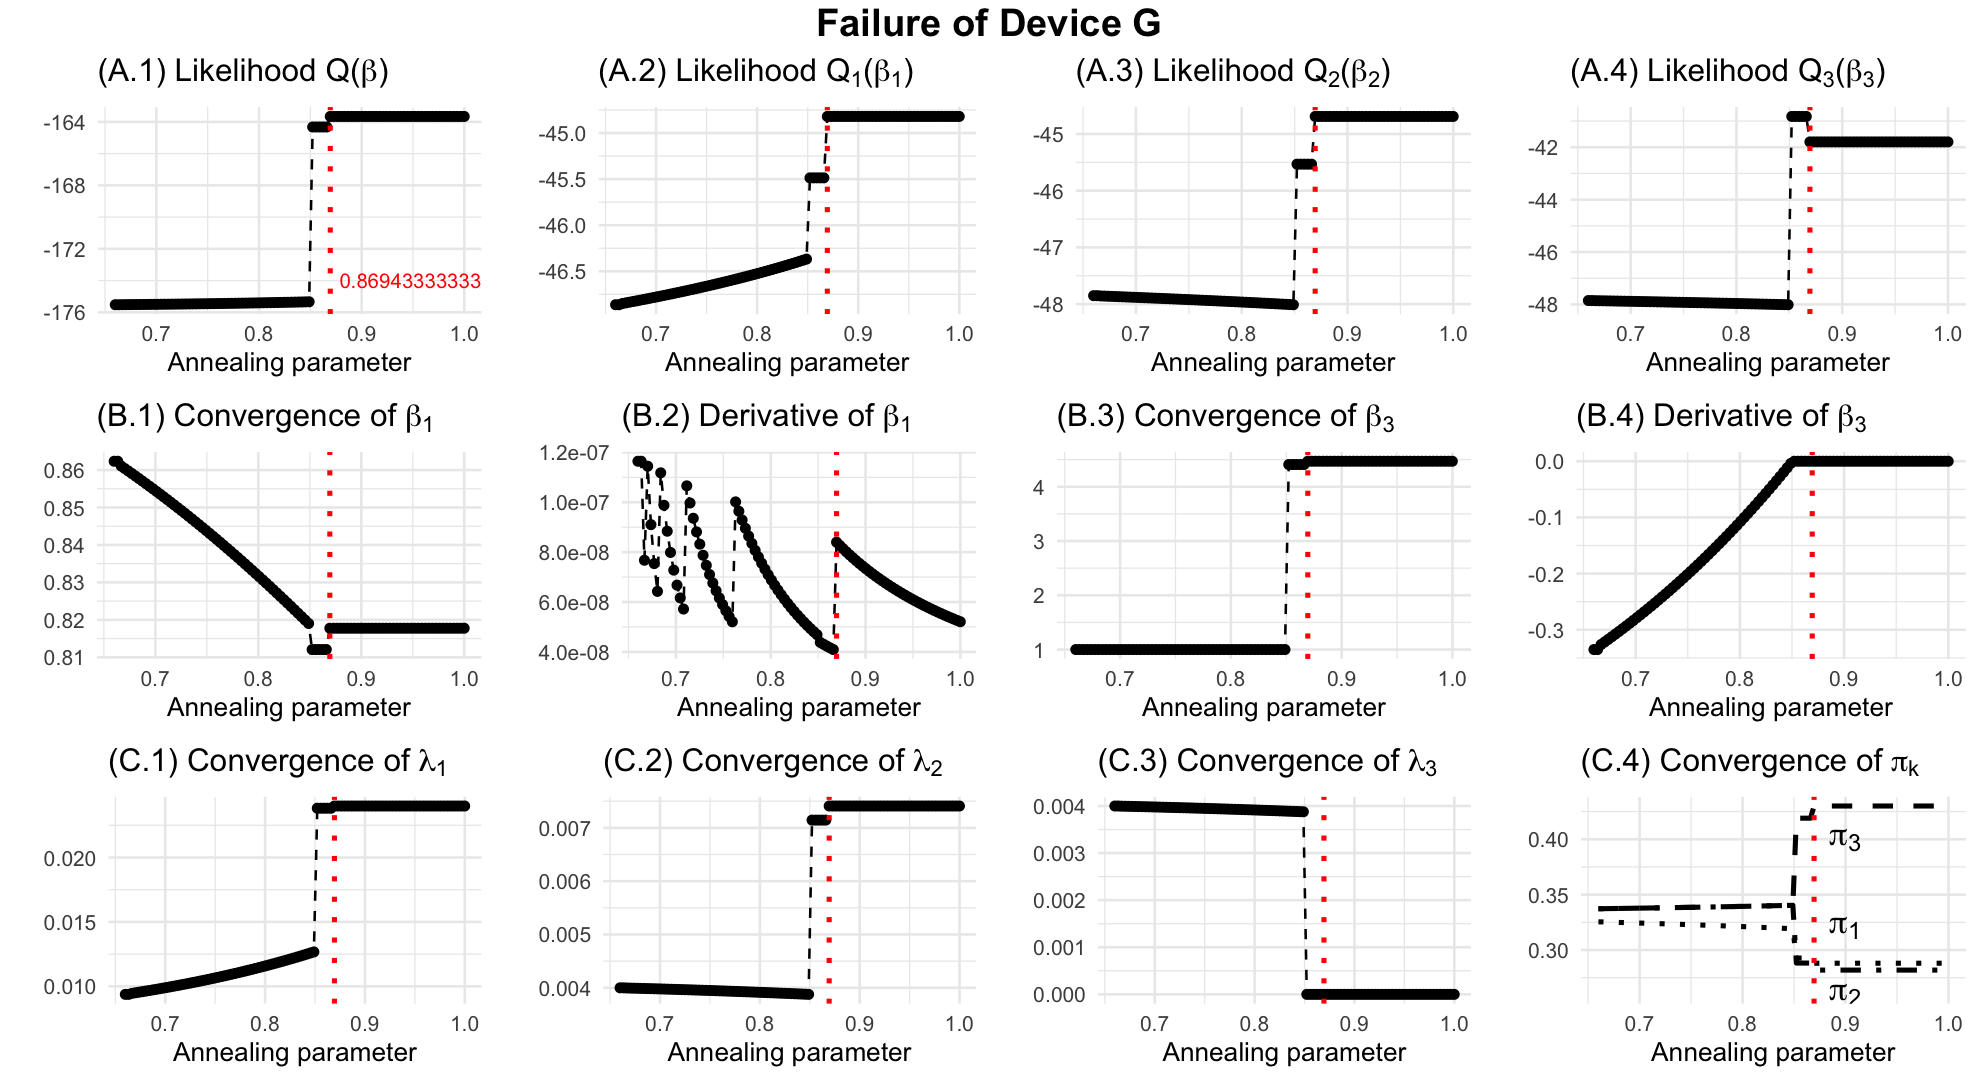 Failure of Device G
(A.1) Likelihood Q(β)
-164
-168
-172
-176
0.86943333333
0.7 0.8 0.9 1.0
Annealing parameter
(A.2) Likelihood Q₁(β₁)
-45.0
-45.5
-46.0
-46.5
0.7 0.8 0.9 1.0
Annealing parameter
(A.3) Likelihood Q₂(β₂)
-45
-46
-47
-48
0.7 0.8 0.9 1.0
Annealing parameter
(A.4) Likelihood Q₃(β₃)
-42
-44
-46
-48
0.7 0.8 0.9 1.0
Annealing parameter
(B.1) Convergence of β₁
0.86
0.85
0.84
0.83
0.82
0.81
0.7 0.8 0.9 1.0
Annealing parameter
(B.2) Derivative of β₁
1.2e-07
1.0e-07
8.0e-08
6.0e-08
4.0e-08
0.7 0.8 0.9 1.0
Annealing parameter
(B.3) Convergence of β₃
4
3
2
1
0.7 0.8 0.9 1.0
Annealing parameter
(B.4) Derivative of β₃
0.0
-0.1
-0.2
-0.3
0.7 0.8 0.9 1.0
Annealing parameter
(C.1) Convergence of λ₁
0.020
0.015
0.010
0.7 0.8 0.9 1.0
Annealing parameter
(C.2) Convergence of λ₂
0.007
0.006
0.005
0.004
0.7 0.8 0.9 1.0
Annealing parameter
(C.3) Convergence of λ₃
0.004
0.003
0.002
0.001
0.000
0.7 0.8 0.9 1.0
Annealing parameter
(C.4) Convergence of πₖ
0.40
0.35
0.30
π₃
π₁
π₂
0.7 0.8 0.9 1.0
Annealing parameter